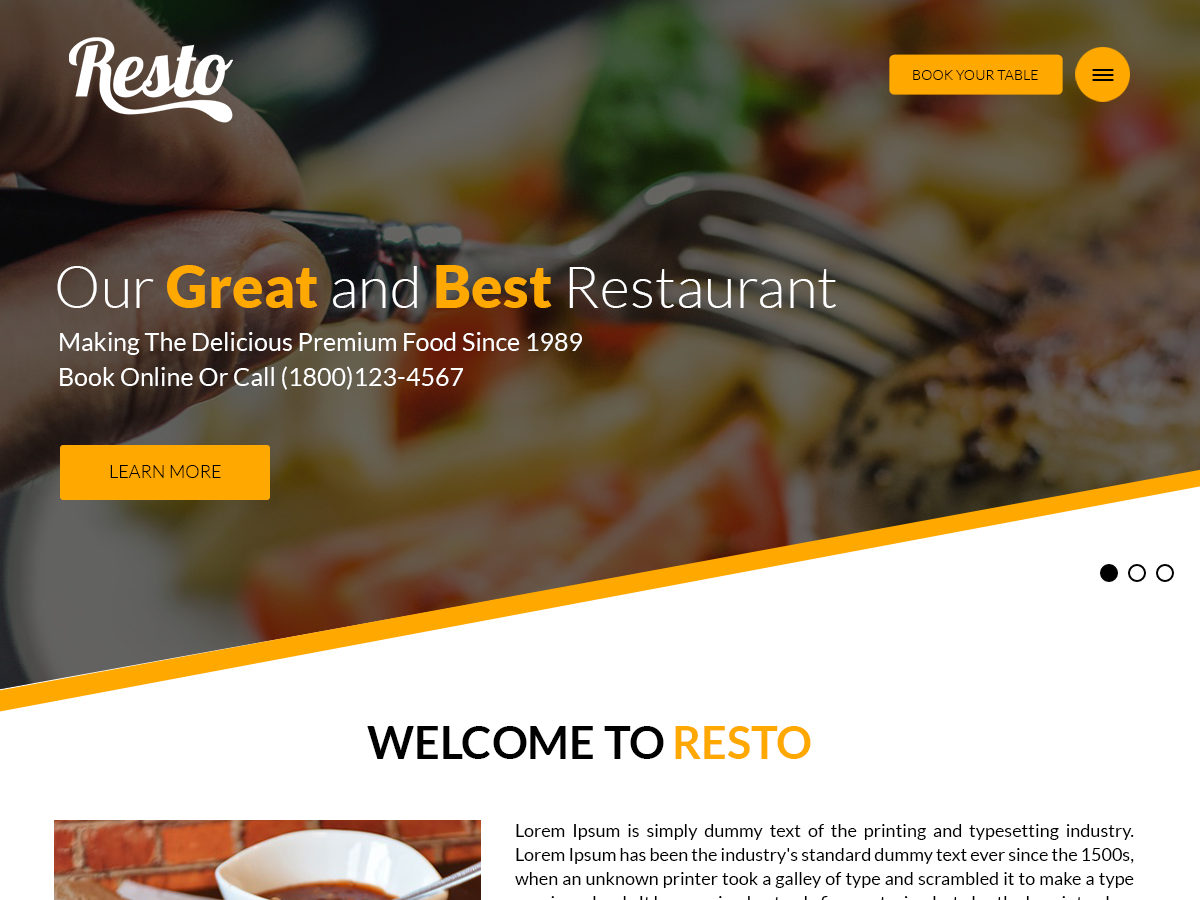 Resto
BOOK YOUR TABLE
Our Great and Best Restaurant
Making The Delicious Premium Food Since 1989
Book Online Or Call (1800)123-4567
LEARN MORE
WELCOME TO RESTO
Lorem Ipsum is simply dummy text of the printing and typesetting industry.
Lorem Ipsum has been the industry's standard dummy text ever since the 1500s,
when an unknown printer took a galley of type and scrambled it to make a type